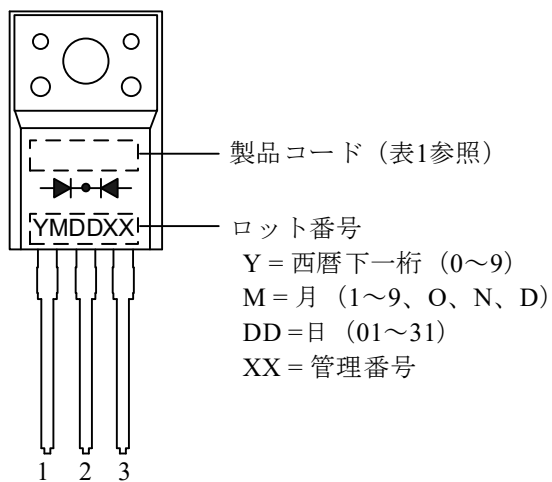 製品コード（表1参照）
YMDDXX
ロット番号
Y = 西暦下一桁（0～9）
M = 月（1～9、O、N、D）
DD =日（01～31）
XX = 管理番号
1 2 3